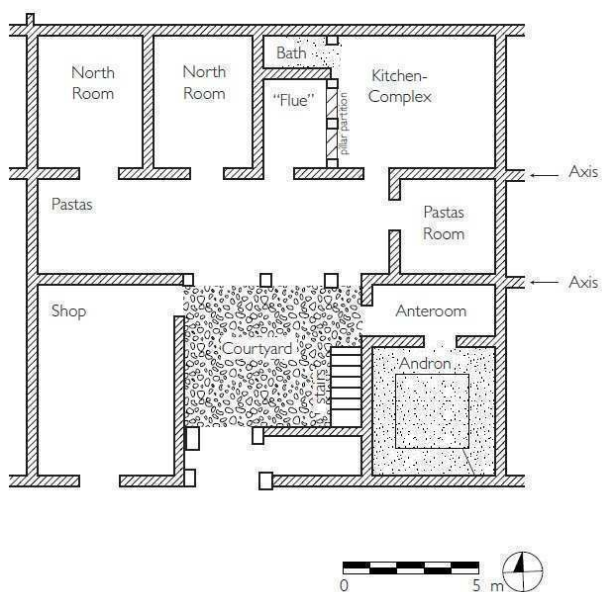 North
Room
North
Room
Bath
"Flue"
pillar partition
Kitchen-
Complex
Axis
Pastas
Pastas
Room
Axis
Shop
Courtyard
Anteroom
stairs
Andron
0 5 m